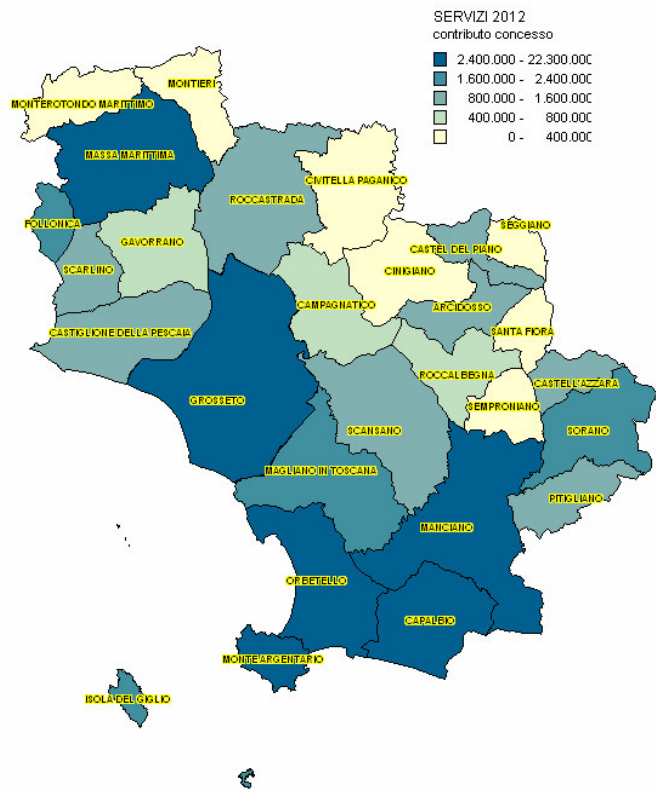 SERVIZI 2012
contributo concesso
2.400.000 - 22.300.000
1.600.000 - 2.400.000
800.000 - 1.600.000
400.000 - 800.000
0 - 400.000
MONTIERI
MONTEROTONDO MARITTIMO
MASSA MARITTIMA
CIVITELLA PAGANICO
ROCCASTRADA
FOLLONICA
SEGGIANO
GAVORRANO
CASTEL DEL PIANO
SCARLINO
CINIGIANO
CAMPAGNATICO
ARCIDOSSO
CASTIGLIONE DELLA PESCAIA
SANTA FIORA
ROCCALBEGNA
CASTELL'AZZARA
GROSSETO
SEMPRONIANO
SCANSANO
SORANO
MAGLIANO IN TOSCANA
PITIGLIANO
MANCIANO
ORBETELLO
CAPALBIO
MONTE ARGENTARIO
ISOLA DEL GIGLIO